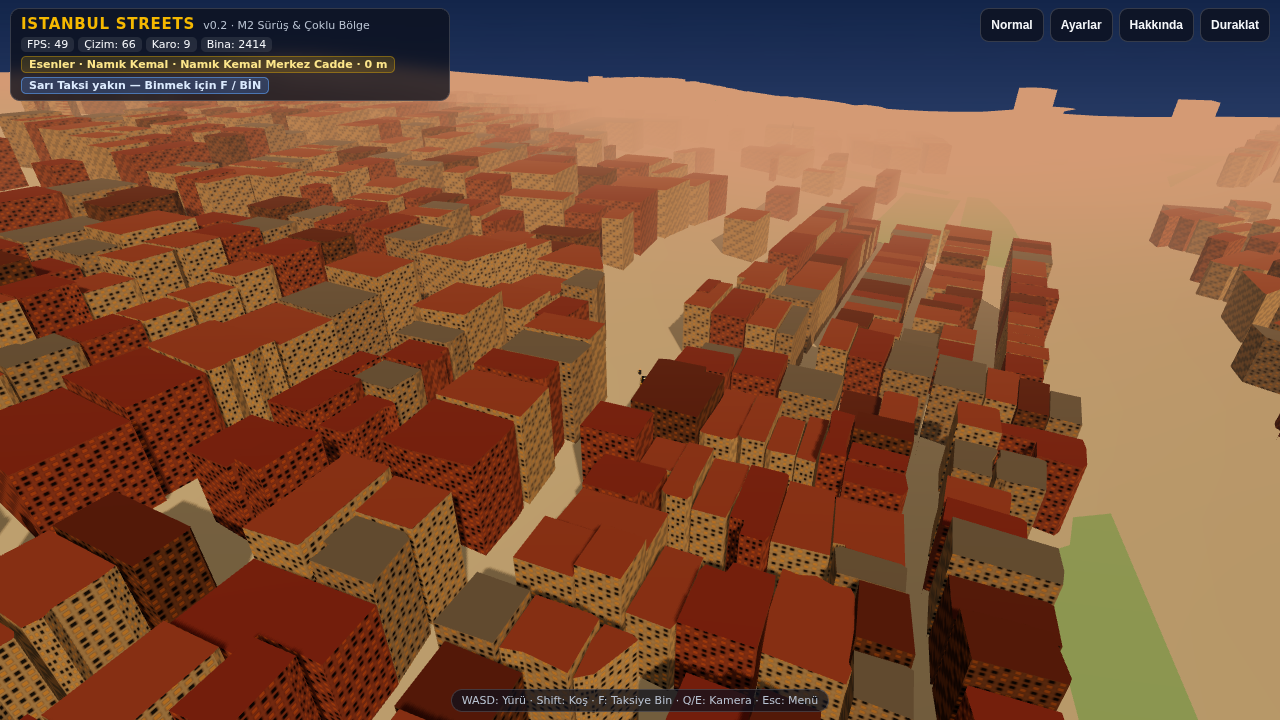 ISTANBUL STREETS v0.2 · M2 Sürüş & Çoklu Bölge
FPS: 49 Çizim: 66 Karo: 9 Bina: 2414
Esenler · Namık Kemal · Namık Kemal Merkez Cadde · 0 m
Sarı Taksi yakın — Binmek için F / BİN
Normal Ayarlar Hakkında Duraklat
WASD: Yürü · Shift: Koş · F: Taksiye Bin · Q/E: Kamera · Esc: Menü